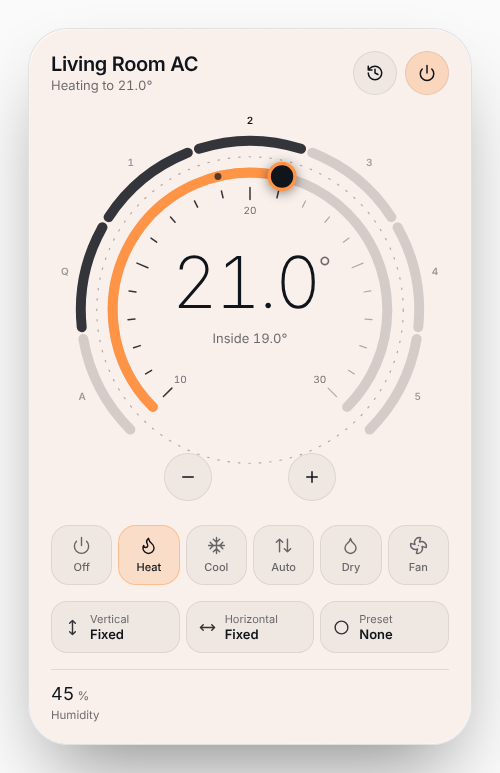 Living Room AC
Heating to 21.0°
2
1
3
Q
4
A
5
20
21.0°
Inside 19.0°
10
30
Off
Heat
Cool
Auto
Dry
Fan
Vertical
Fixed
Horizontal
Fixed
Preset
None
45 %
Humidity